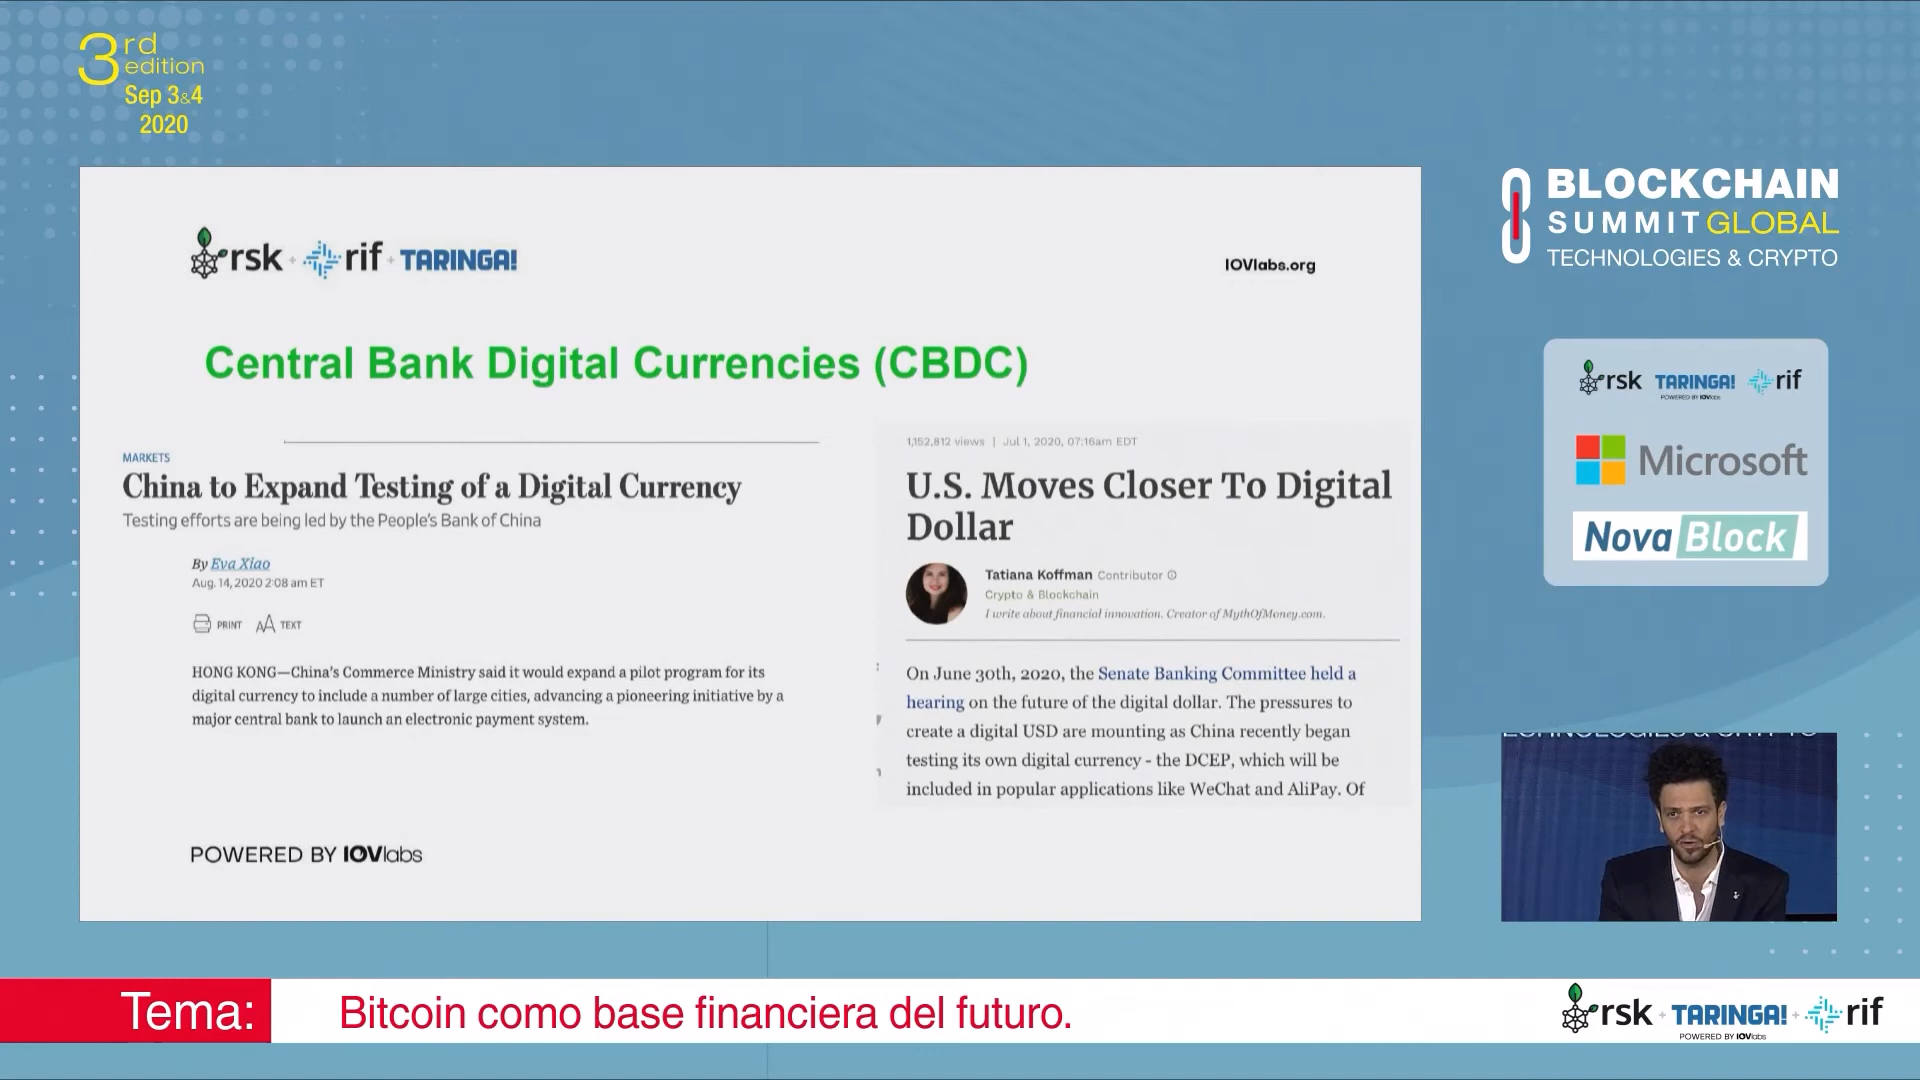 3rd
edition
Sep 3&4
2020
BLOCKCHAIN
SUMMIT GLOBAL
TECHNOLOGIES & CRYPTO
rsk + rif + TARINGA!
IOVlabs.org
Central Bank Digital Currencies (CBDC)
MARKETS
China to Expand Testing of a Digital Currency
Testing efforts are being led by the People's Bank of China
By Eva Xiao
Aug. 14, 2020 2:08 am ET
PRINT AA TEXT
HONG KONG—China's Commerce Ministry said it would expand a pilot program for its
digital currency to include a number of large cities, advancing a pioneering initiative by a
major central bank to launch an electronic payment system.
1,152,812 views | Jul 1, 2020, 07:16am EDT
U.S. Moves Closer To Digital
Dollar
Tatiana Koffman Contributor
Crypto & Blockchain
I write about financial innovation. Creator of MythOfMoney.com.
On June 30th, 2020, the Senate Banking Committee held a
hearing on the future of the digital dollar. The pressures to
create a digital USD are mounting as China recently began
testing its own digital currency - the DCEP, which will be
included in popular applications like WeChat and AliPay. Of
POWERED BY IOVlabs
rsk TARINGA! rif
POWERED BY IOVlabs
Microsoft
NovaBlock
TECHNOLOGIES & CRYPTO
Tema: Bitcoin como base financiera del futuro.
rsk + TARINGA! + rif
POWERED BY IOVlabs